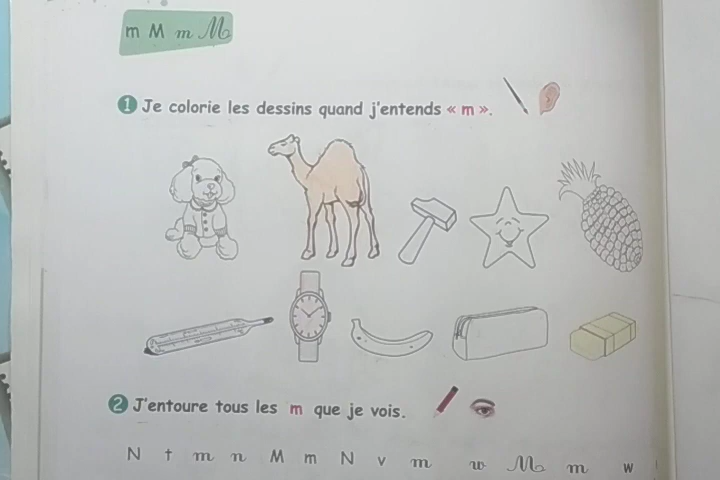 m M m M
1 Je colorie les dessins quand j'entends « m ».
2 J'entoure tous les m que je vois.
N t m n M m N v m w M m w